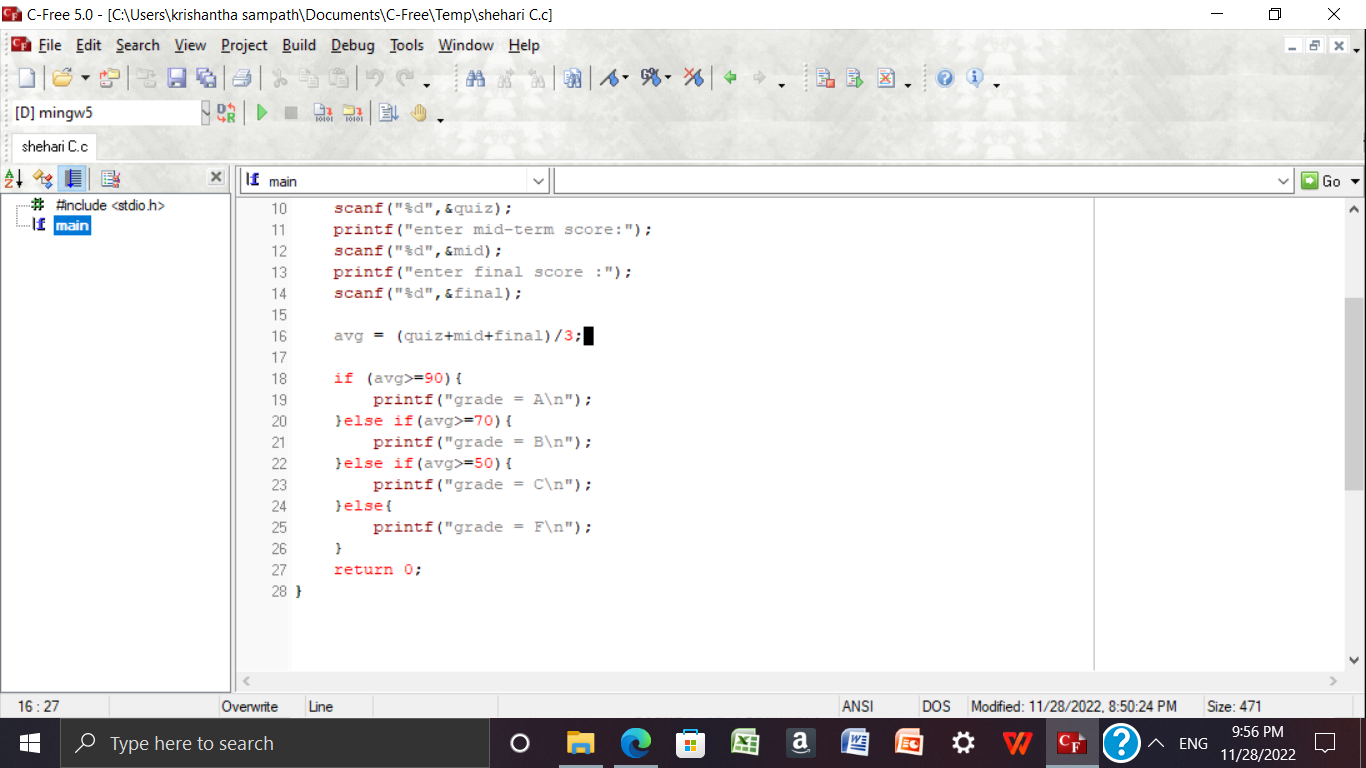 C-Free 5.0 - [C:\Users\krishantha sampath\Documents\C-Free\Temp\shehari C.c]
File Edit Search View Project Build Debug Tools Window Help
[D] mingw5
shehari C.c
main
Go
#include <stdio.h>
main
10 scanf("%d",&quiz);
11 printf("enter mid-term score:");
12 scanf("%d",&mid);
13 printf("enter final score :");
14 scanf("%d",&final);
15
16 avg = (quiz+mid+final)/3;
17
18 if (avg>=90){
19 printf("grade = A\n");
20 }else if(avg>=70){
21 printf("grade = B\n");
22 }else if(avg>=50){
23 printf("grade = C\n");
24 }else{
25 printf("grade = F\n");
26 }
27 return 0;
28 }
16 : 27 Overwrite Line ANSI DOS Modified: 11/28/2022, 8:50:24 PM Size: 471
Type here to search
ENG
9:56 PM
11/28/2022